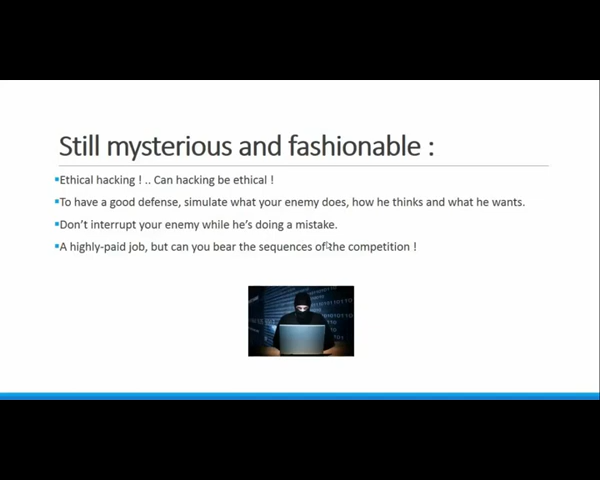 Still mysterious and fashionable :
▪Ethical hacking ! .. Can hacking be ethical !
▪To have a good defense, simulate what your enemy does, how he thinks and what he wants.
▪Don’t interrupt your enemy while he’s doing a mistake.
▪A highly-paid job, but can you bear the sequences of the competition !